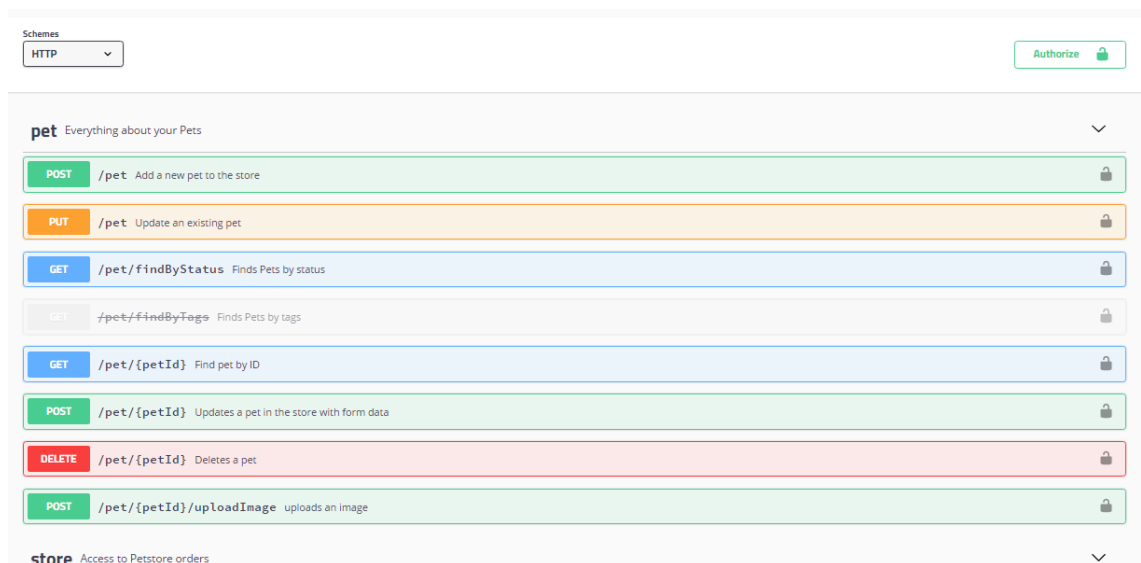 Schemes
HTTP
Authorize
pet Everything about your Pets
POST /pet Add a new pet to the store
PUT /pet Update an existing pet
GET /pet/findByStatus Finds Pets by status
GET /pet/findByTags Finds Pets by tags
GET /pet/{petId} Find pet by ID
POST /pet/{petId} Updates a pet in the store with form data
DELETE /pet/{petId} Deletes a pet
POST /pet/{petId}/uploadImage uploads an image
store Access to Petstore orders